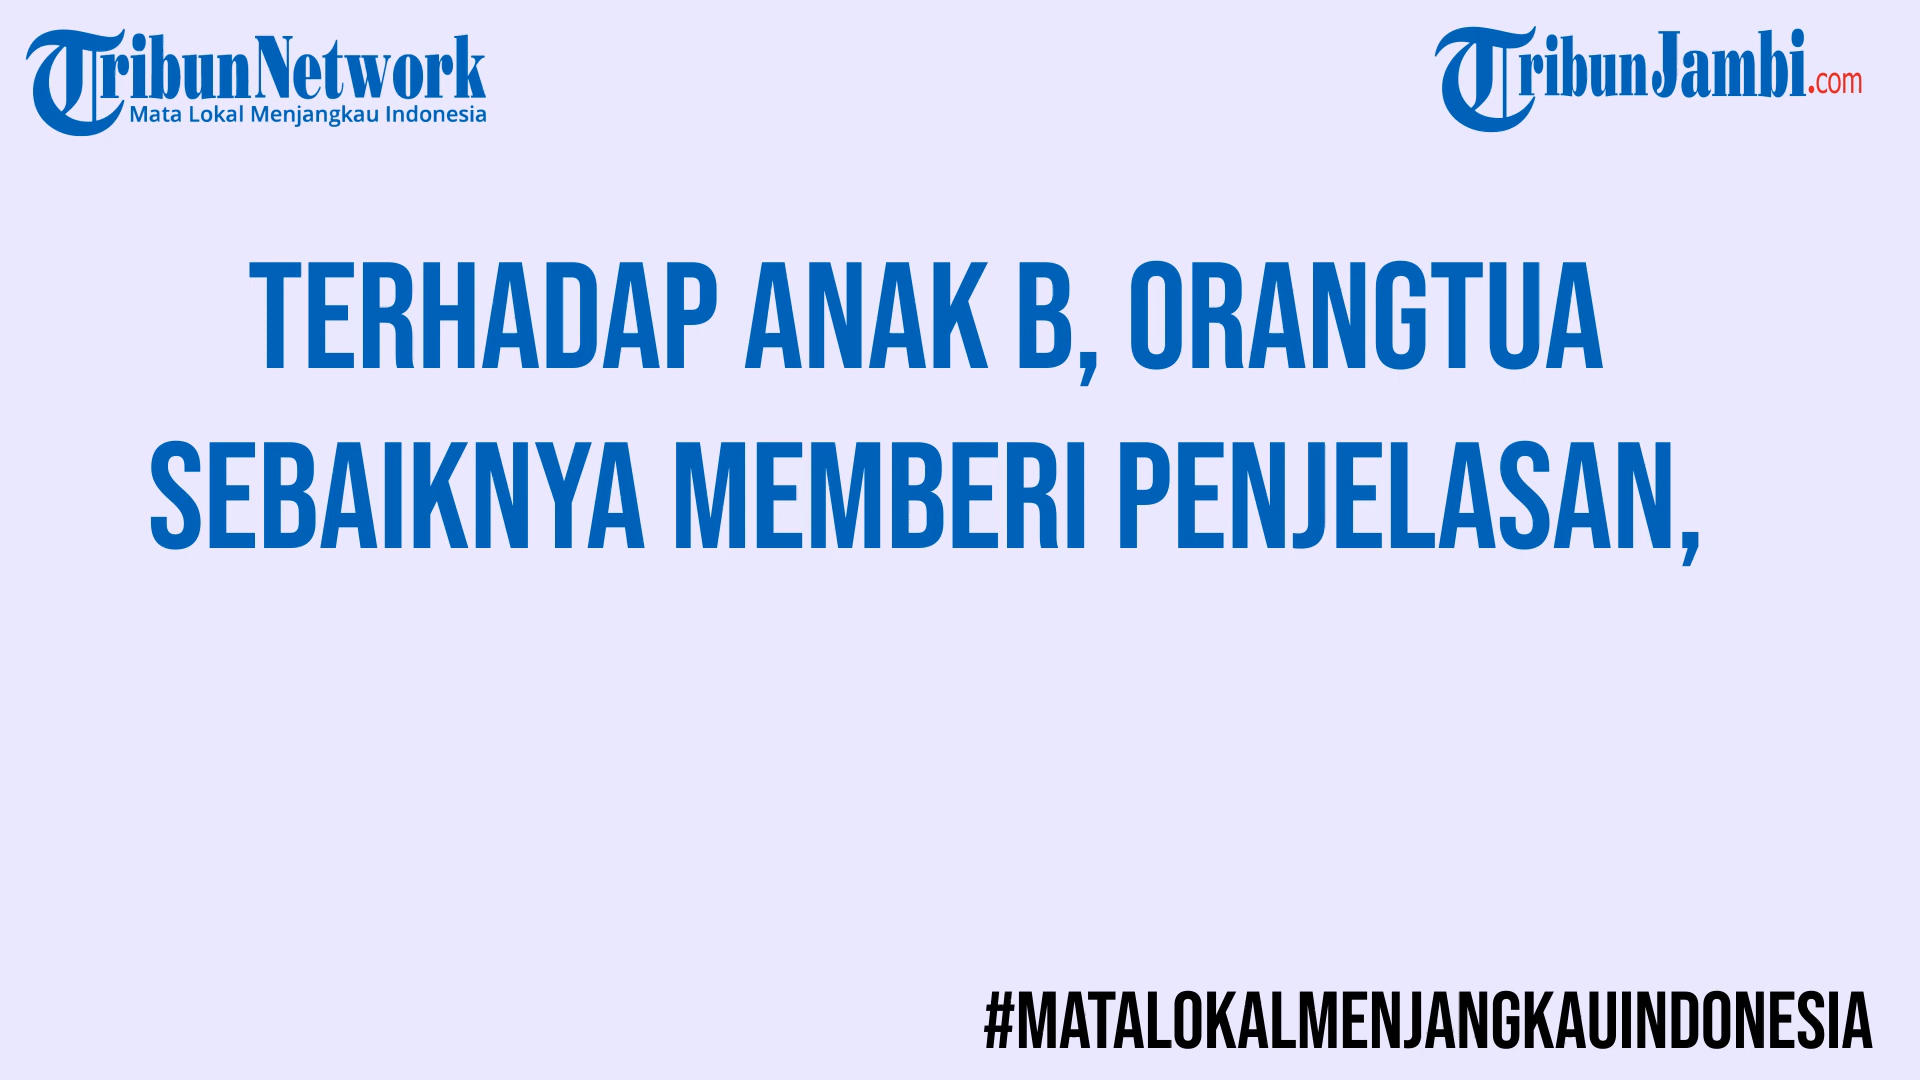 TribunNetwork
Mata Lokal Menjangkau Indonesia
TribunJambi.com
TERHADAP ANAK B, ORANGTUA
SEBAIKNYA MEMBERI PENJELASAN,
#MATALOKALMENJANGKAUINDONESIA